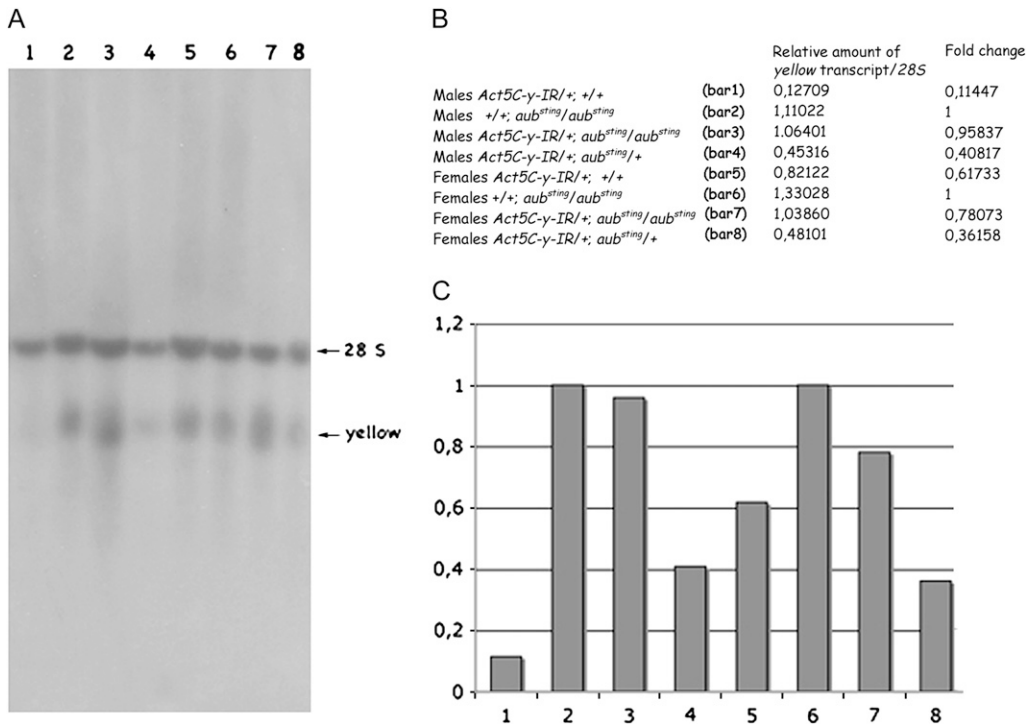 A
1 2 3 4 5 6 7 8
28 S
yellow
B
Relative amount of yellow transcript/28S
Fold change
Males Act5C-y-IR/+; +/+ (bar1) 0,12709 0,11447
Males +/+; aub^sting/aub^sting (bar2) 1,11022 1
Males Act5C-y-IR/+; aub^sting/aub^sting (bar3) 1.06401 0,95837
Males Act5C-y-IR/+; aub^sting/+ (bar4) 0,45316 0,40817
Females Act5C-y-IR/+; +/+ (bar5) 0,82122 0,61733
Females +/+; aub^sting/aub^sting (bar6) 1,33028 1
Females Act5C-y-IR/+; aub^sting/aub^sting (bar7) 1,03860 0,78073
Females Act5C-y-IR/+; aub^sting/+ (bar8) 0,48101 0,36158
C
1,2
1
0,8
0,6
0,4
0,2
0
1 2 3 4 5 6 7 8